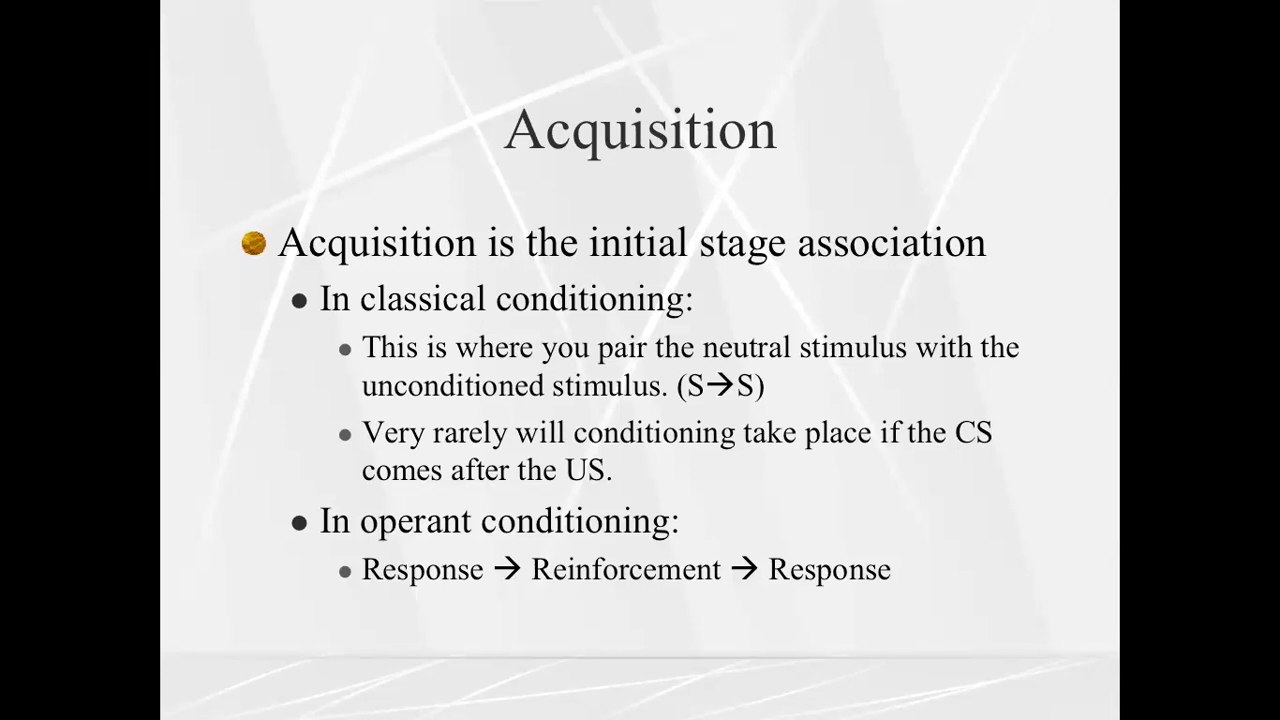 Acquisition
Acquisition is the initial stage association
In classical conditioning:
This is where you pair the neutral stimulus with the
unconditioned stimulus. (S→S)
Very rarely will conditioning take place if the CS
comes after the US.
In operant conditioning:
Response → Reinforcement → Response